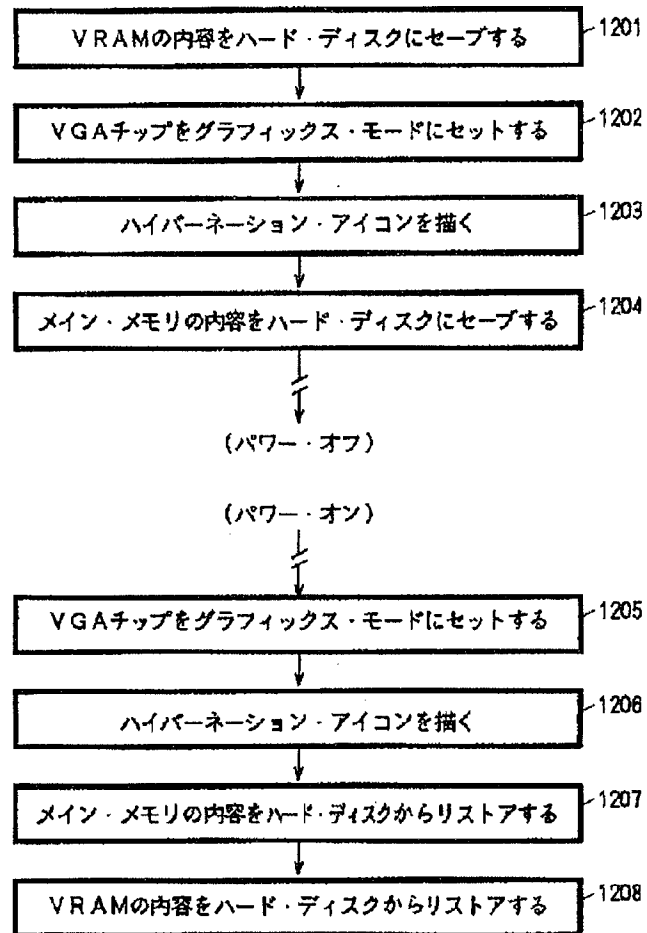 VRAMの内容をハード・ディスクにセーブする
1201
VGAチップをグラフィックス・モードにセットする
1202
ハイバーネーション・アイコンを描く
1203
メイン・メモリの内容をハード・ディスクにセーブする
1204
(パワー・オフ)
(パワー・オン)
VGAチップをグラフィックス・モードにセットする
1205
ハイバーネーション・アイコンを描く
1206
メイン・メモリの内容をハード・ディスクからリストアする
1207
VRAMの内容をハード・ディスクからリストアする
1208